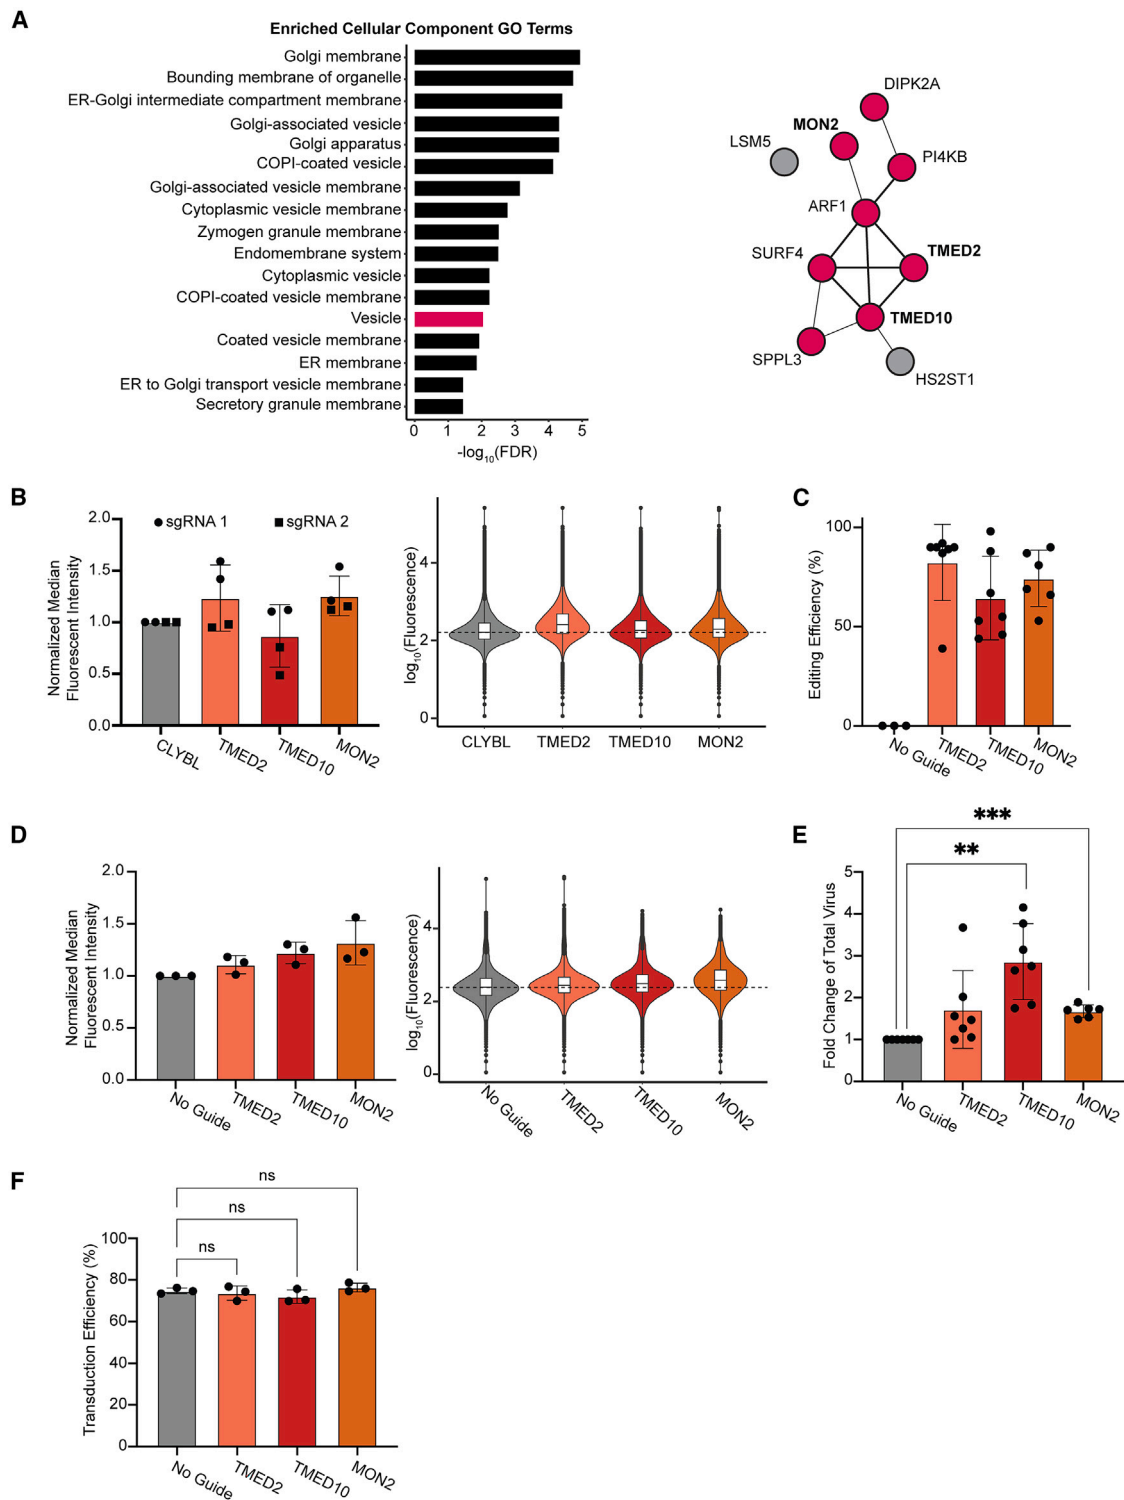 A
Enriched Cellular Component GO Terms
Golgi membrane
Bounding membrane of organelle
ER-Golgi intermediate compartment membrane
Golgi-associated vesicle
Golgi apparatus
COPI-coated vesicle
Golgi-associated vesicle membrane
Cytoplasmic vesicle membrane
Zymogen granule membrane
Endomembrane system
Cytoplasmic vesicle
COPI-coated vesicle membrane
Vesicle
Coated vesicle membrane
ER membrane
ER to Golgi transport vesicle membrane
Secretory granule membrane
0 1 2 3 4 5
-log10(FDR)
DIPK2A
MON2
LSM5
PI4KB
ARF1
SURF4
TMED2
TMED10
SPPL3
HS2ST1
B
Normalized Median
Fluorescent Intensity
2.0
1.5
1.0
0.5
0.0
sgRNA 1
sgRNA 2
CLYBL
TMED2
TMED10
MON2
log10(Fluorescence)
4
2
0
CLYBL
TMED2
TMED10
MON2
C
Editing Efficiency (%)
100
50
0
No Guide
TMED2
TMED10
MON2
D
Normalized Median
Fluorescent Intensity
2.0
1.5
1.0
0.5
0.0
No Guide
TMED2
TMED10
MON2
log10(Fluorescence)
4
2
0
No Guide
TMED2
TMED10
MON2
E
Fold Change of Total Virus
5
4
3
2
1
0
***
**
No Guide
TMED2
TMED10
MON2
F
Transduction Efficiency (%)
100
80
60
40
20
0
ns
ns
ns
No Guide
TMED2
TMED10
MON2